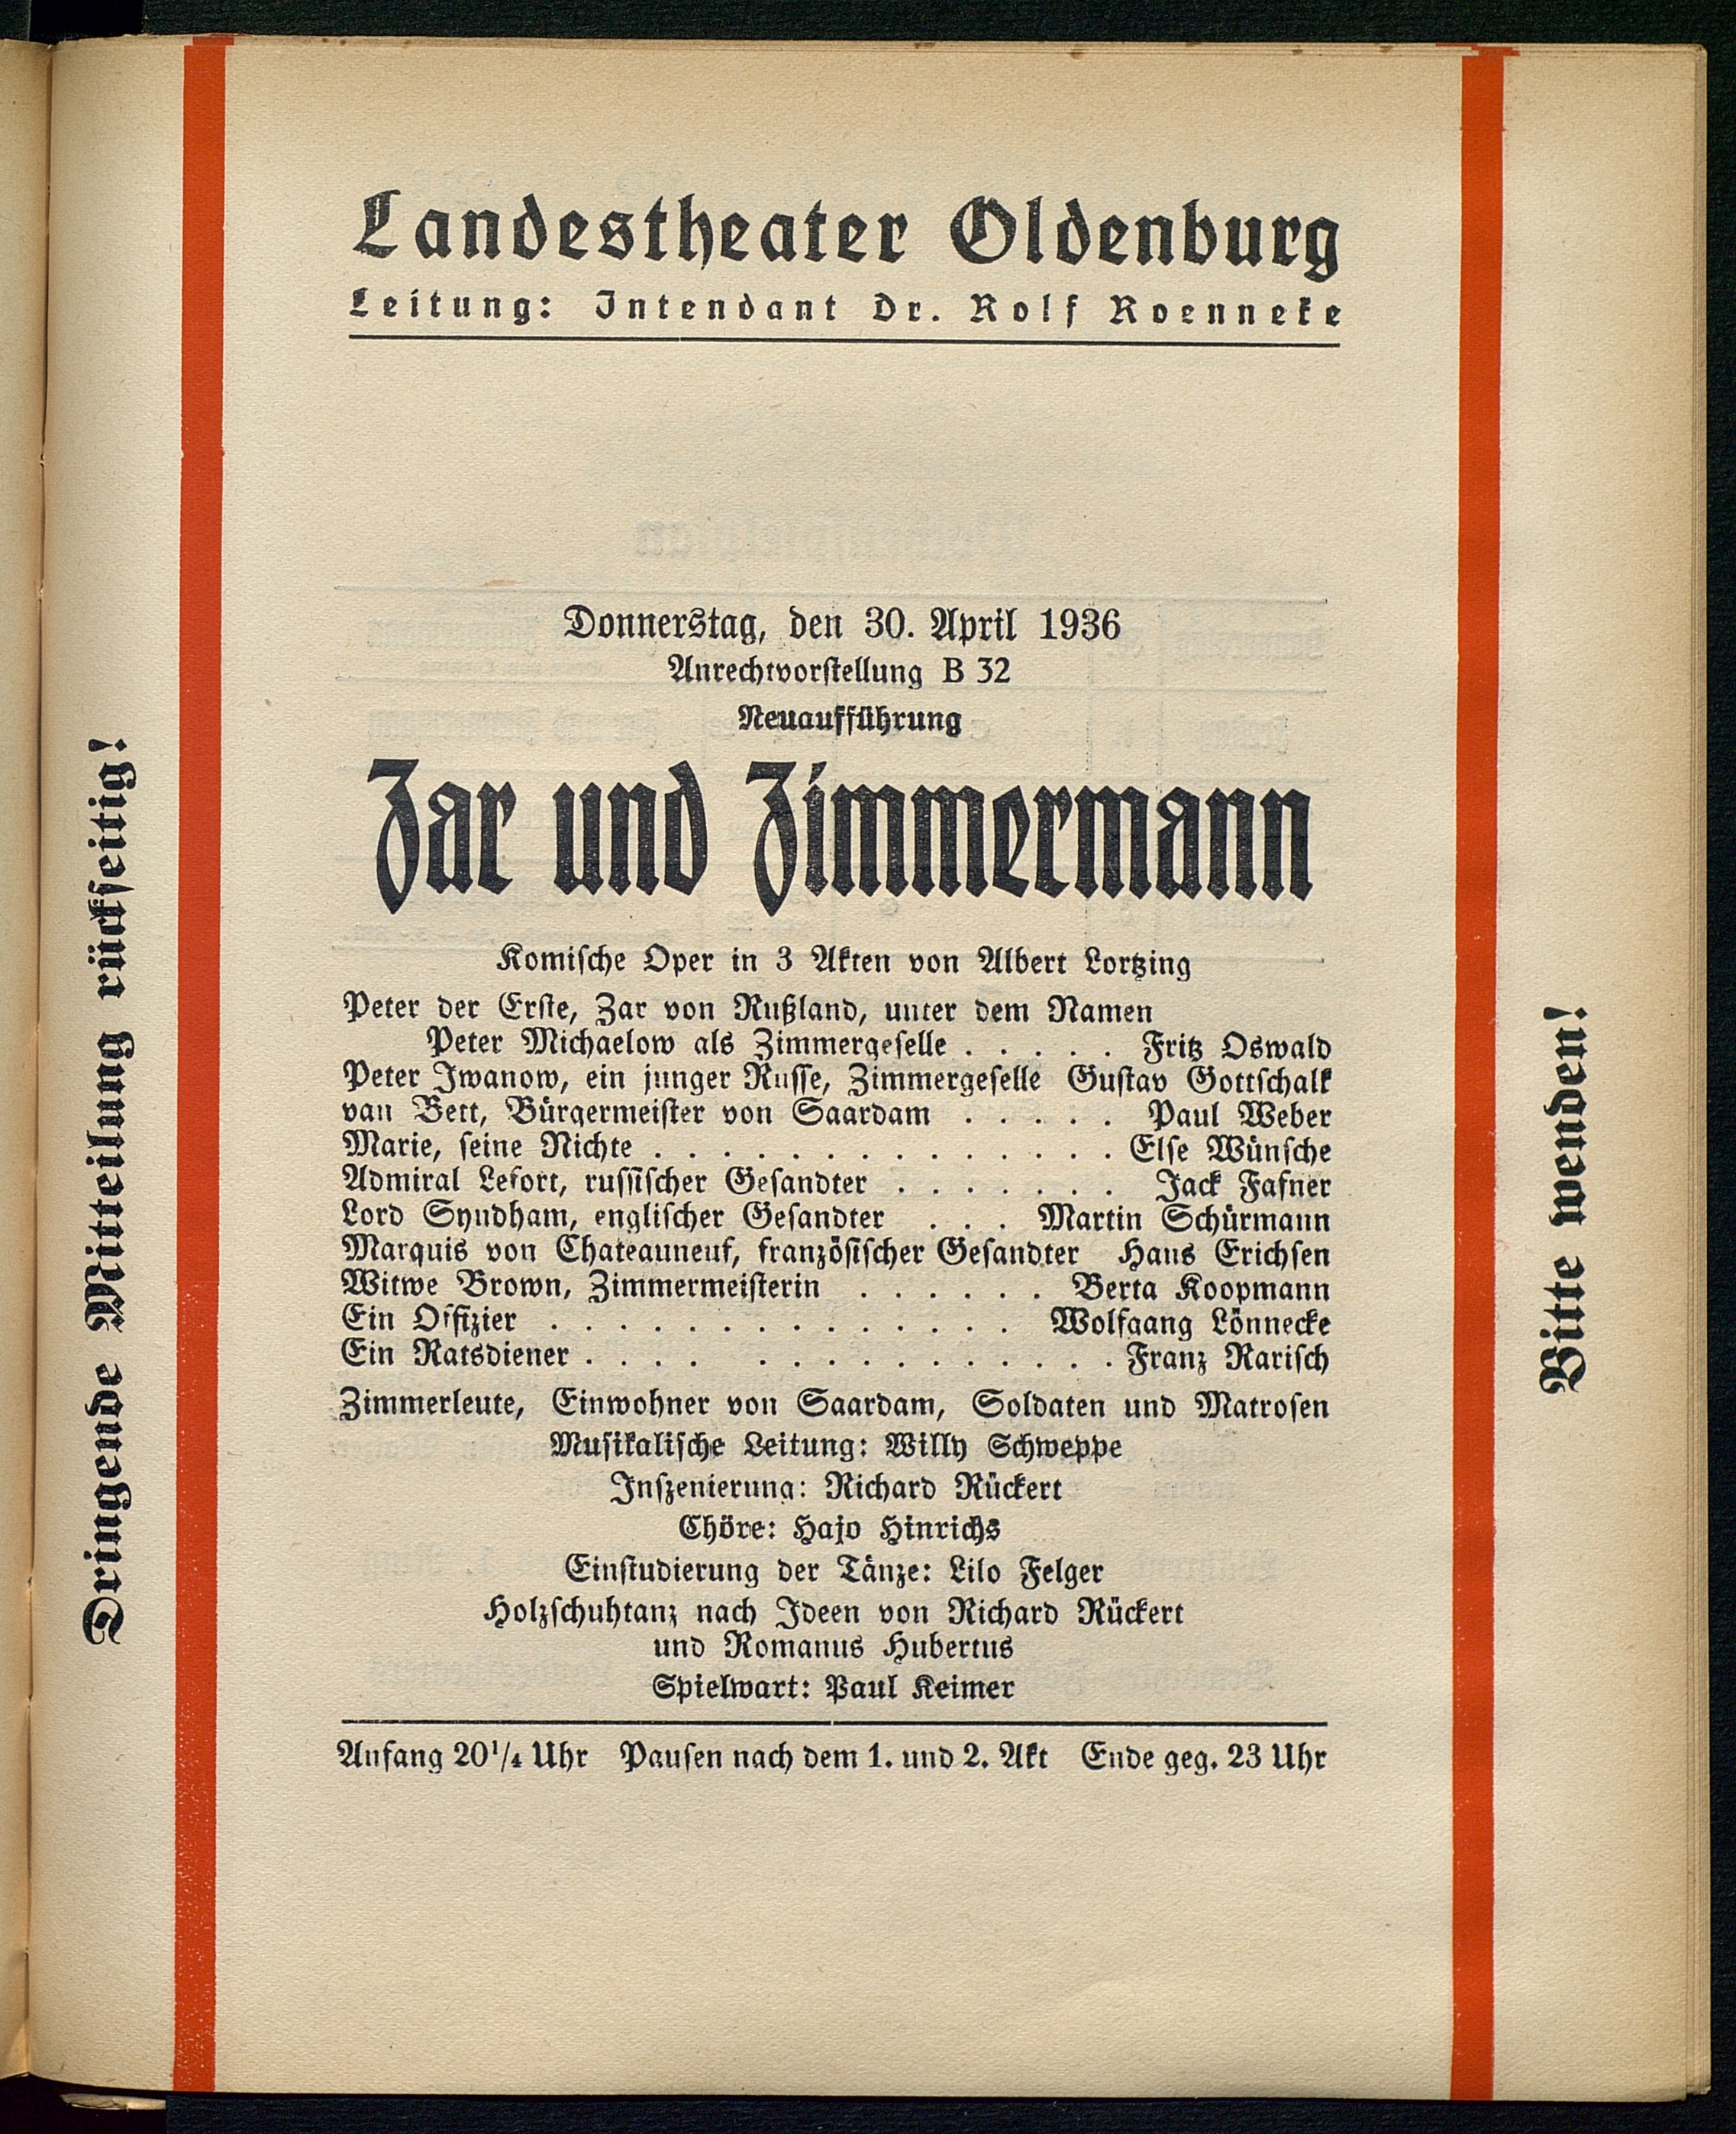 Landestheater Oldenburg
Leitung: Intendant Dr. Rolf Roenneke
Donnerstag, den 30. April 1936
Anrechtvorstellung B 32
Neuaufführung
Zar und Zimmermann
Komische Oper in 3 Akten von Albert Lortzing
Peter der Erste, Zar von Rußland, unter dem Namen
Peter Michaelow als Zimmergeselle . . . . . Fritz Oswald
Peter Iwanow, ein junger Russe, Zimmergeselle Gustav Gottschalk
van Bett, Bürgermeister von Saardam . . . . . Paul Weber
Marie, seine Nichte . . . . . . . . . . . . . . Else Wünsche
Admiral Lefort, russischer Gesandter . . . . . . . Jack Fafner
Lord Syndham, englischer Gesandter . . . Martin Schürmann
Marquis von Chateauneuf, französischer Gesandter Hans Erichsen
Witwe Brown, Zimmermeisterin . . . . . . Berta Koopmann
Ein Offizier . . . . . . . . . . . . . . Wolfgang Lönnecke
Ein Ratsdiener . . . . . . . . . . . . . . . Franz Rarisch
Zimmerleute, Einwohner von Saardam, Soldaten und Matrosen
Musikalische Leitung: Willy Schweppe
Inszenierung: Richard Rückert
Chöre: Hajo Hinrichs
Einstudierung der Tänze: Lilo Felger
Holzschuhtanz nach Ideen von Richard Rückert
und Romanus Hubertus
Spielwart: Paul Keimer
Anfang 20¼ Uhr Pausen nach dem 1. und 2. Akt Ende geg. 23 Uhr
Dringende Mitteilung rückseitig!
Bitte wenden!